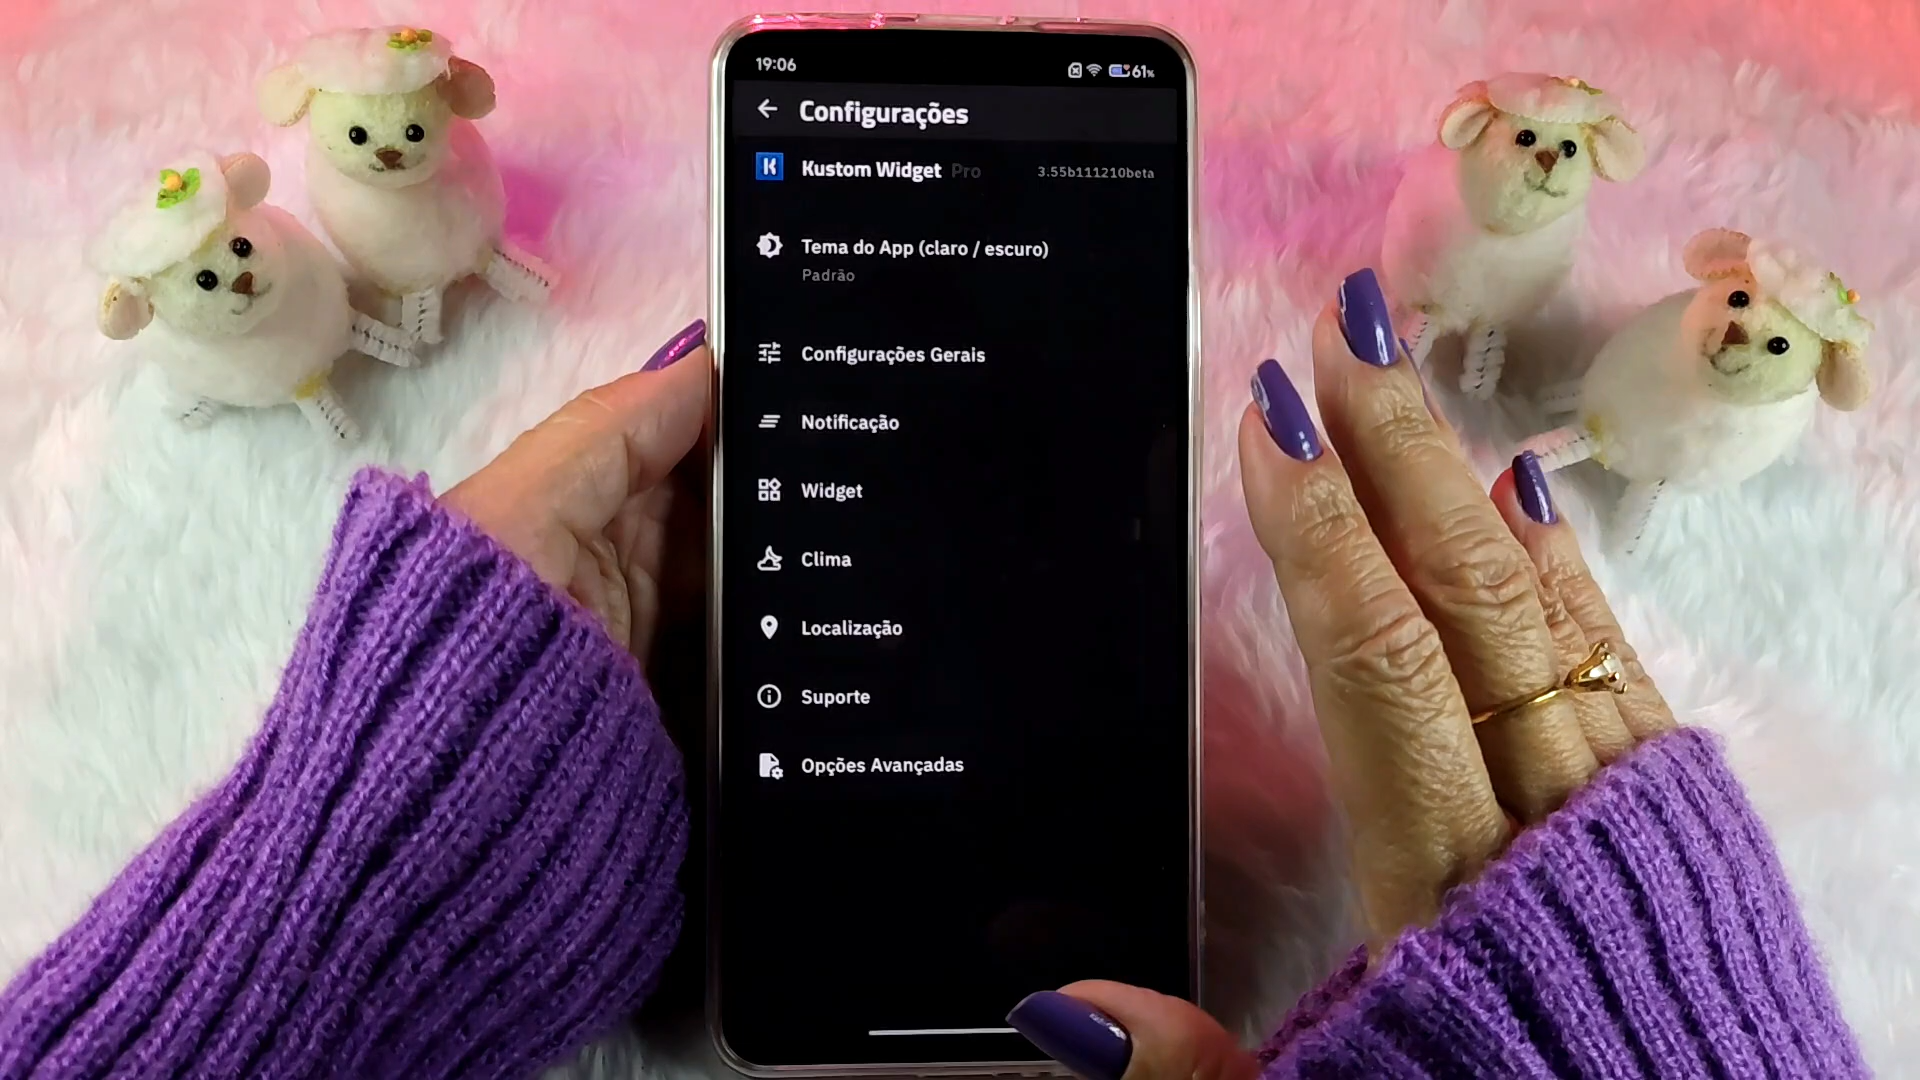 19:06
61%
Configurações
Kustom Widget Pro 3.55b111210beta
Tema do App (claro / escuro)
Padrão
Configurações Gerais
Notificação
Widget
Clima
Localização
Suporte
Opções Avançadas